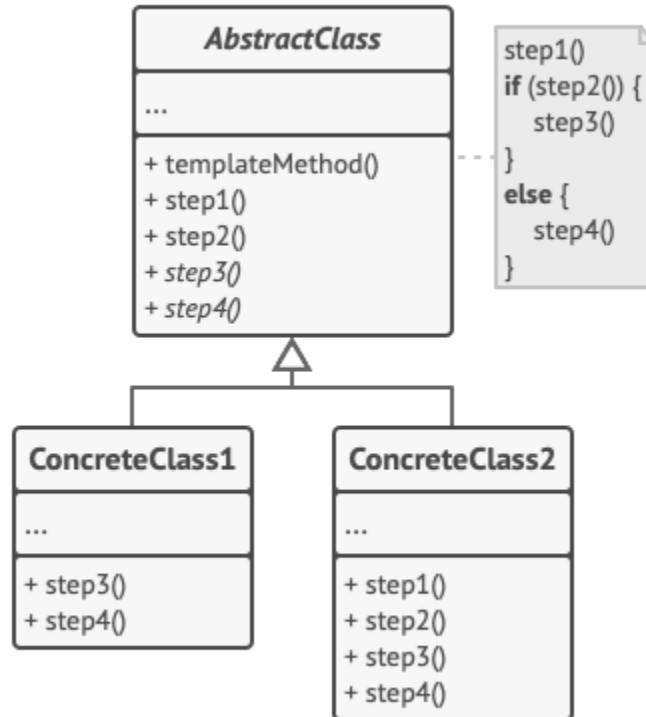 AbstractClass
...
+ templateMethod()
+ step1()
+ step2()
+ step3()
+ step4()
step1()
if (step2()) {
step3()
}
else {
step4()
}
ConcreteClass1
...
+ step3()
+ step4()
ConcreteClass2
...
+ step1()
+ step2()
+ step3()
+ step4()